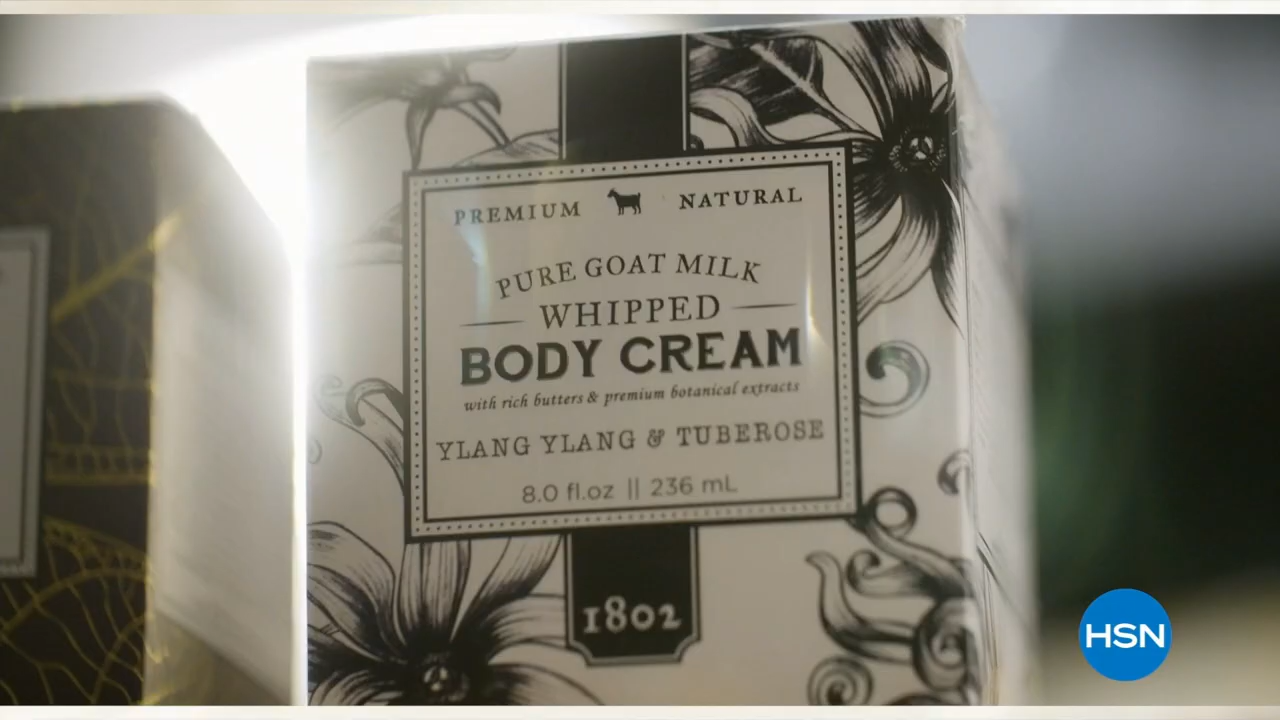 PREMIUM NATURAL
PURE GOAT MILK
WHIPPED
BODY CREAM
with rich butters & premium botanical extracts
YLANG YLANG & TUBEROSE
8.0 fl.oz || 236 mL
1802
HSN